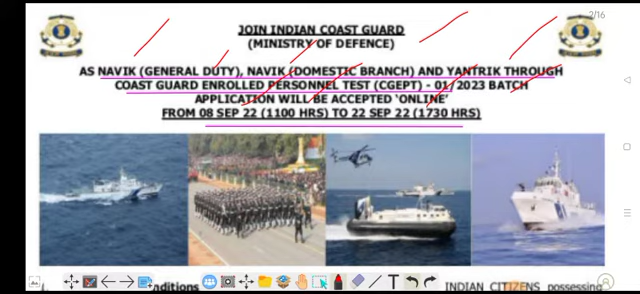 2/16
JOIN INDIAN COAST GUARD
(MINISTRY OF DEFENCE)
AS NAVIK (GENERAL DUTY), NAVIK (DOMESTIC BRANCH) AND YANTRIK THROUGH
COAST GUARD ENROLLED PERSONNEL TEST (CGEPT) - 01/2023 BATCH
APPLICATION WILL BE ACCEPTED 'ONLINE'
FROM 08 SEP 22 (1100 HRS) TO 22 SEP 22 (1730 HRS)
INDIAN CITIZENS possessing